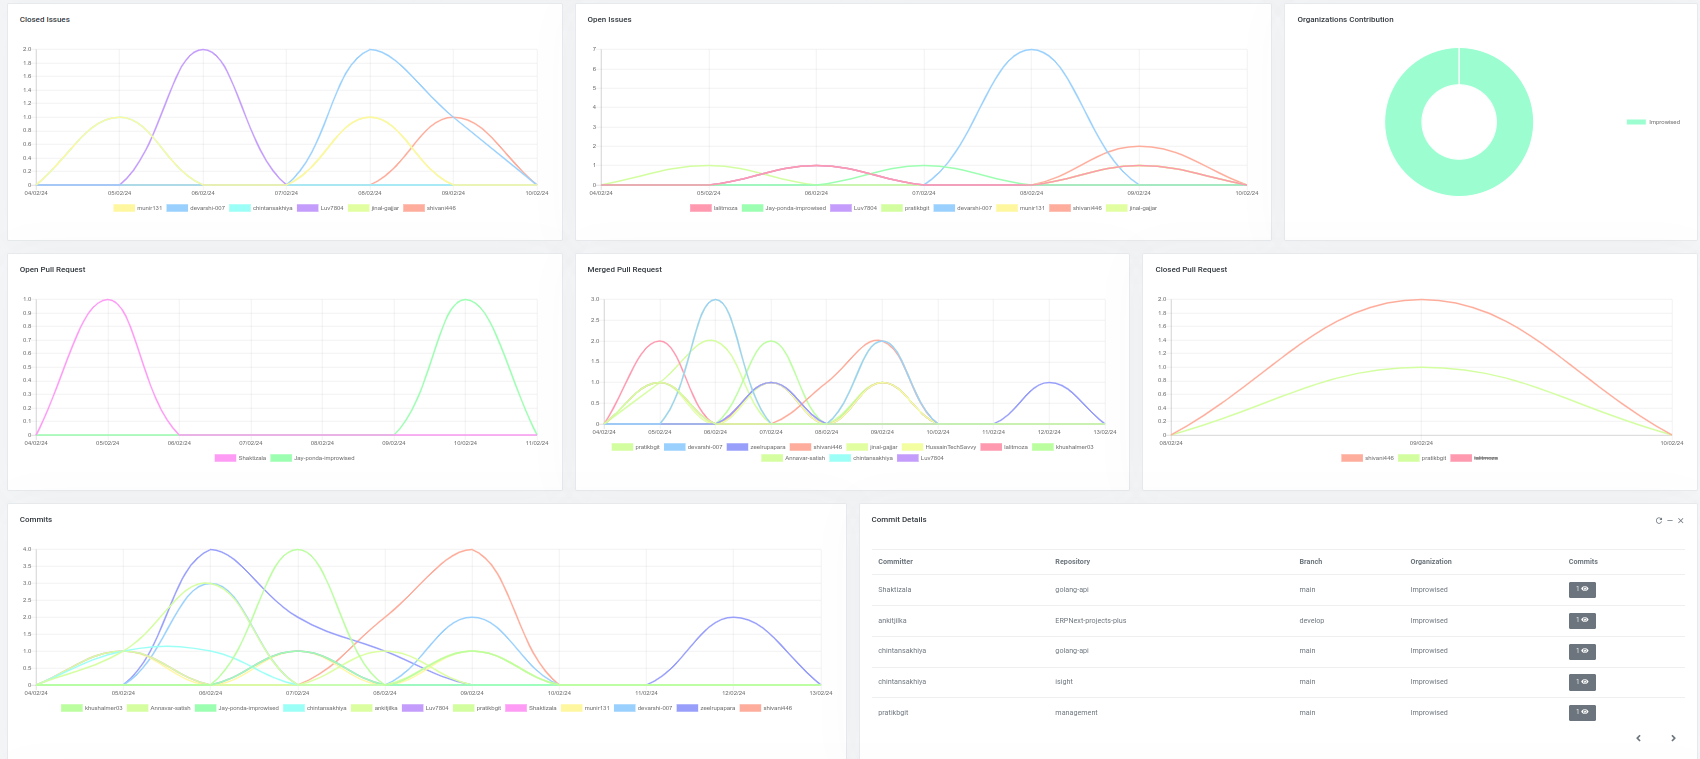 Closed Issues
2.0
1.8
1.6
1.4
1.2
1.0
0.8
0.6
0.4
0.2
0
04/02/24 05/02/24 06/02/24 07/02/24 08/02/24 09/02/24 10/02/24
munir131 devarshi-007 chintansakhiya Luv7804 jinal-gajjar shivani446
Open Issues
7
6
5
4
3
2
1
0
04/02/24 05/02/24 06/02/24 07/02/24 08/02/24 09/02/24 10/02/24
lalitmoza Jay-ponda-improwised Luv7804 pratikbgit devarshi-007 munir131 shivani446 jinal-gajjar
Organizations Contribution
Improwised
Open Pull Request
1.0
0.9
0.8
0.7
0.6
0.5
0.4
0.3
0.2
0.1
0
04/02/24 05/02/24 06/02/24 07/02/24 08/02/24 09/02/24 10/02/24 11/02/24
Shaktizala Jay-ponda-improwised
Merged Pull Request
3.0
2.5
2.0
1.5
1.0
0.5
0
04/02/24 05/02/24 06/02/24 07/02/24 08/02/24 09/02/24 10/02/24 11/02/24 12/02/24 13/02/24
pratikbgit devarshi-007 zeelrupapara shivani446 jinal-gajjar HussainTechSavvy lalitmoza khushalmer03
Annavar-satish chintansakhiya Luv7804
Closed Pull Request
2.0
1.8
1.6
1.4
1.2
1.0
0.8
0.6
0.4
0.2
0
08/02/24 09/02/24 10/02/24
shivani446 pratikbgit lalitmoza
Commits
4.0
3.5
3.0
2.5
2.0
1.5
1.0
0.5
0
04/02/24 05/02/24 06/02/24 07/02/24 08/02/24 09/02/24 10/02/24 11/02/24 12/02/24 13/02/24
khushalmer03 Annavar-satish Jay-ponda-improwised chintansakhiya ankitjilka Luv7804 pratikbgit Shaktizala munir131 devarshi-007 zeelrupapara shivani446
Commit Details
Committer Repository Branch Organization Commits
Shaktizala golang-api main Improwised 1
ankitjilka ERPNext-projects-plus develop Improwised 1
chintansakhiya golang-api main Improwised 1
chintansakhiya isight main Improwised 1
pratikbgit management main Improwised 1